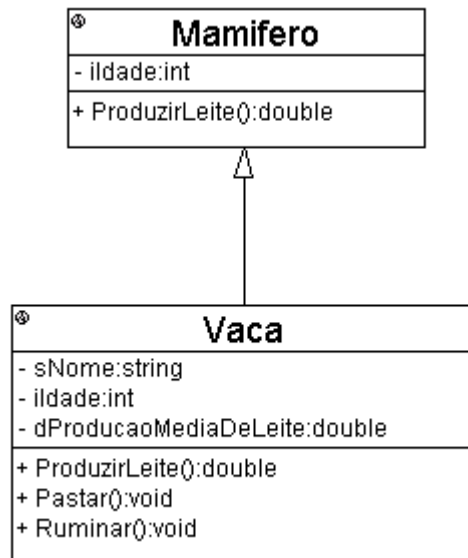 Mamifero
- iIdade:int
+ ProduzirLeite():double
Vaca
- sNome:string
- iIdade:int
- dProducaoMediaDeLeite:double
+ ProduzirLeite():double
+ Pastar():void
+ Ruminar():void